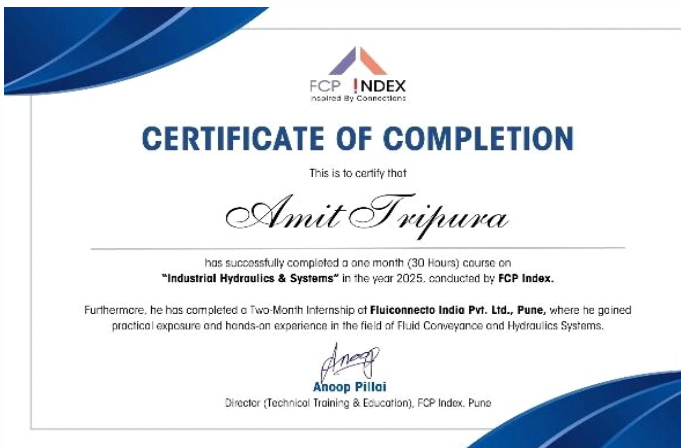 FCP INDEX
Inspired By Connections
CERTIFICATE OF COMPLETION
This is to certify that
Amit Tripura
has successfully completed a one month (30 Hours) course on
"Industrial Hydraulics & Systems" in the year 2025. conducted by FCP Index.
Furthermore, he has completed a Two-Month Internship at Fluiconnecto India Pvt. Ltd., Pune, where he gained
practical exposure and hands-on experience in the field of Fluid Conveyance and Hydraulics Systems.
Anoop
Anoop Pillai
Director (Technical Training & Education), FCP Index, Pune